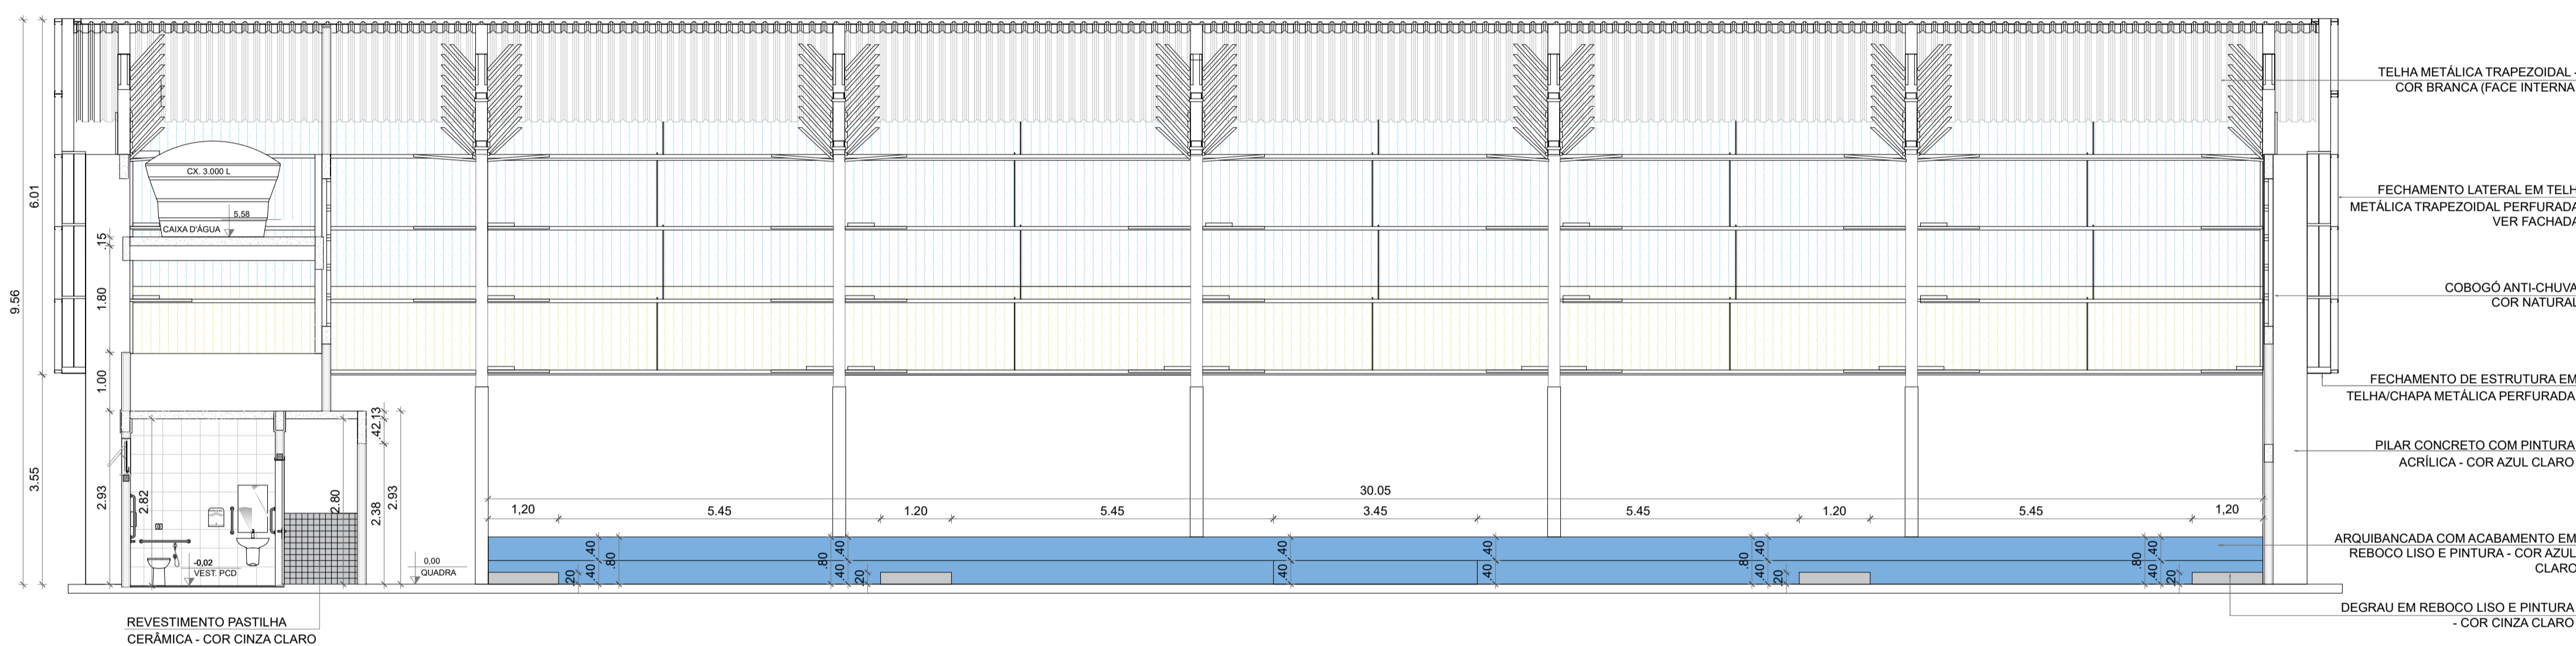 TELHA METÁLICA TRAPEZOIDAL -
COR BRANCA (FACE INTERNA
FECHAMENTO LATERAL EM TELH
METÁLICA TRAPEZOIDAL PERFURADA
VER FACHADA
COBOGÓ ANTI-CHUVA
COR NATURAL
FECHAMENTO DE ESTRUTURA EM
TELHA/CHAPA METÁLICA PERFURADA
PILAR CONCRETO COM PINTURA
ACRÍLICA - COR AZUL CLARO
ARQUIBANCADA COM ACABAMENTO EM
REBOCO LISO E PINTURA - COR AZUL
CLARO
DEGRAU EM REBOCO LISO E PINTURA
- COR CINZA CLARO
CX. 3.000 L
5,58
CAIXA D'ÁGUA
9.56
6.01
3.55
.15
1.80
1.00
2.93
2.82
2.80
.42 .13
2.38
2.93
-0,02
VEST. PCD
0,00
QUADRA
30.05
1,20 5.45 1.20 5.45 3.45 5.45 1.20 5.45 1,20
.20 .40 .40 .80
.80 .40 .40 .20
.40 .40
.40 .40
.80 .40 .40 .20
.80 .40 .40 .20
REVESTIMENTO PASTILHA
CERÂMICA - COR CINZA CLARO